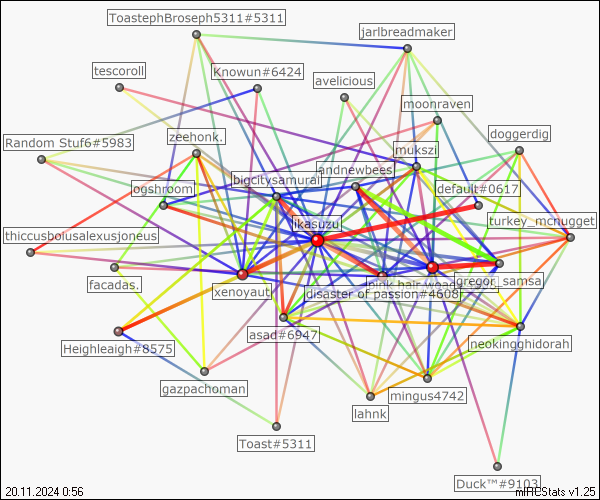 ToastephBroseph5311#5311
jarlbreadmaker
tescoroll
Knowun#6424
avelicious
moonraven
Random Stuf6#5983
zeehonk.
doggerdig
mukszi
andnewbees
bigcitysamurai
ogshroom
default#0617
ikasuzu
turkey_mcnugget
thiccusboiusalexusjoneus
facadas.
xenoyaut
pink hair
gregor_samsa
disaster of passion#4608
asad#6947
Heighleaigh#8575
neokingghidorah
gazpachoman
mingus4742
lahnk
Toast#5311
Duck™#9103
20.11.2024 0:56
mIRCStats v1.25